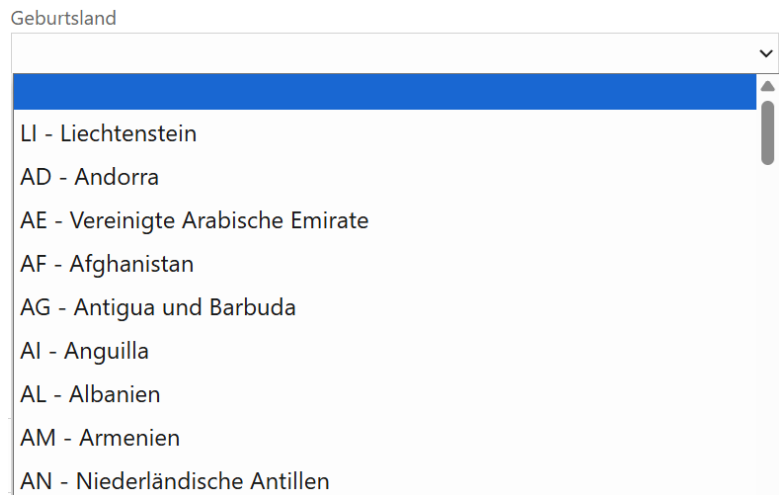 Geburtsland
LI - Liechtenstein
AD - Andorra
AE - Vereinigte Arabische Emirate
AF - Afghanistan
AG - Antigua und Barbuda
AI - Anguilla
AL - Albanien
AM - Armenien
AN - Niederländische Antillen